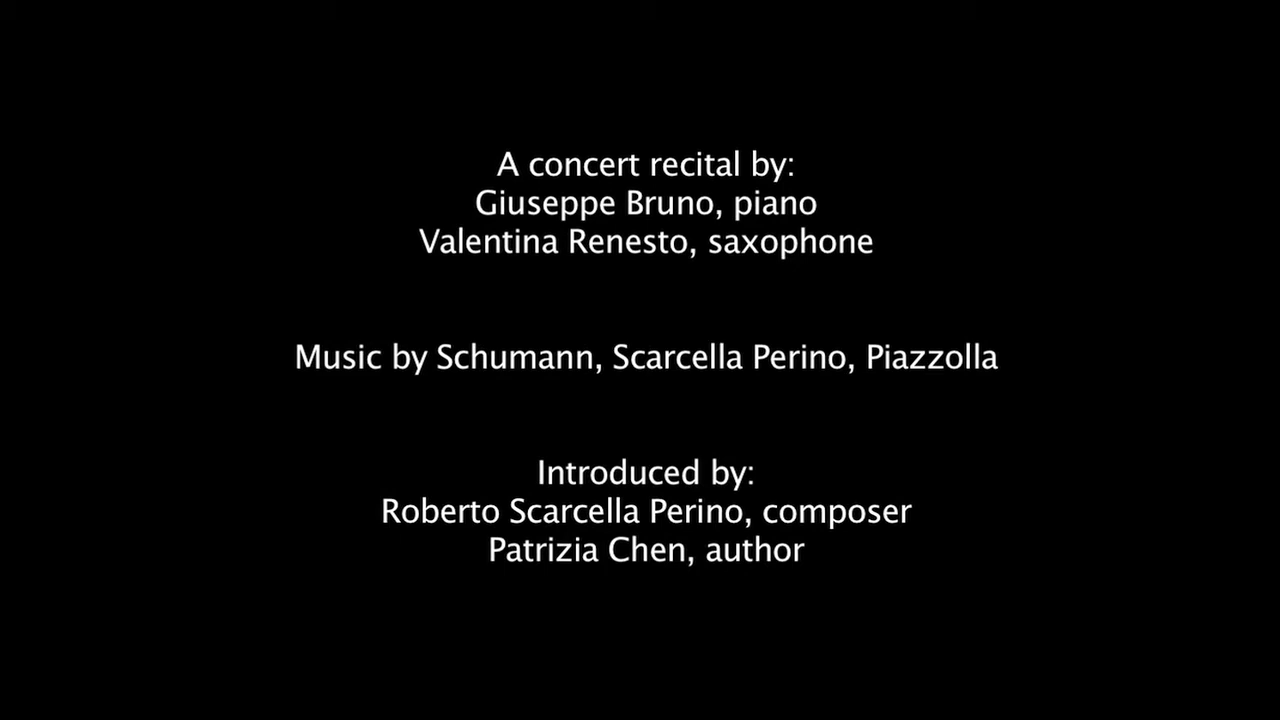 A concert recital by:
Giuseppe Bruno, piano
Valentina Renesto, saxophone
Music by Schumann, Scarcella Perino, Piazzolla
Introduced by:
Roberto Scarcella Perino, composer
Patrizia Chen, author